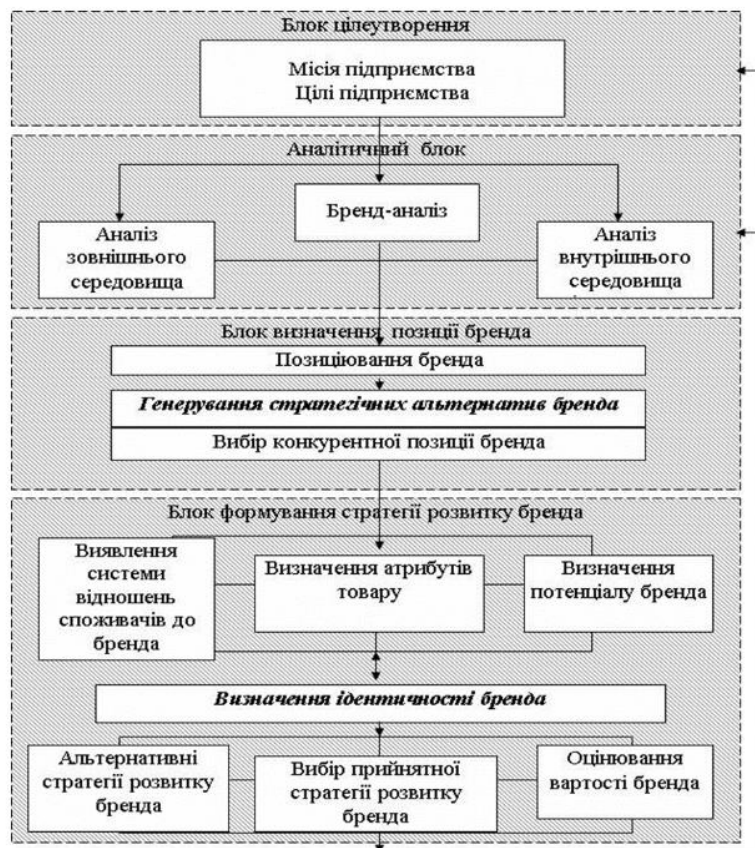 Блок цілеутворення
Місія підприємства
Цілі підприємства
Аналітичний блок
Бренд-аналіз
Аналіз
зовнішнього
середовища
Аналіз
внутрішнього
середовища
Блок визначення позиції бренда
Позиціювання бренда
Генерування стратегічних альтернатив бренда
Вибір конкурентної позиції бренда
Блок формування стратегії розвитку бренда
Виявлення
системи
відношень
споживачів до
бренда
Визначення атрибутів
товару
Визначення
потенціалу бренда
Визначення ідентичності бренда
Альтернативні
стратегії розвитку
бренда
Вибір прийнятної
стратегії розвитку
бренда
Оцінювання
вартості бренда